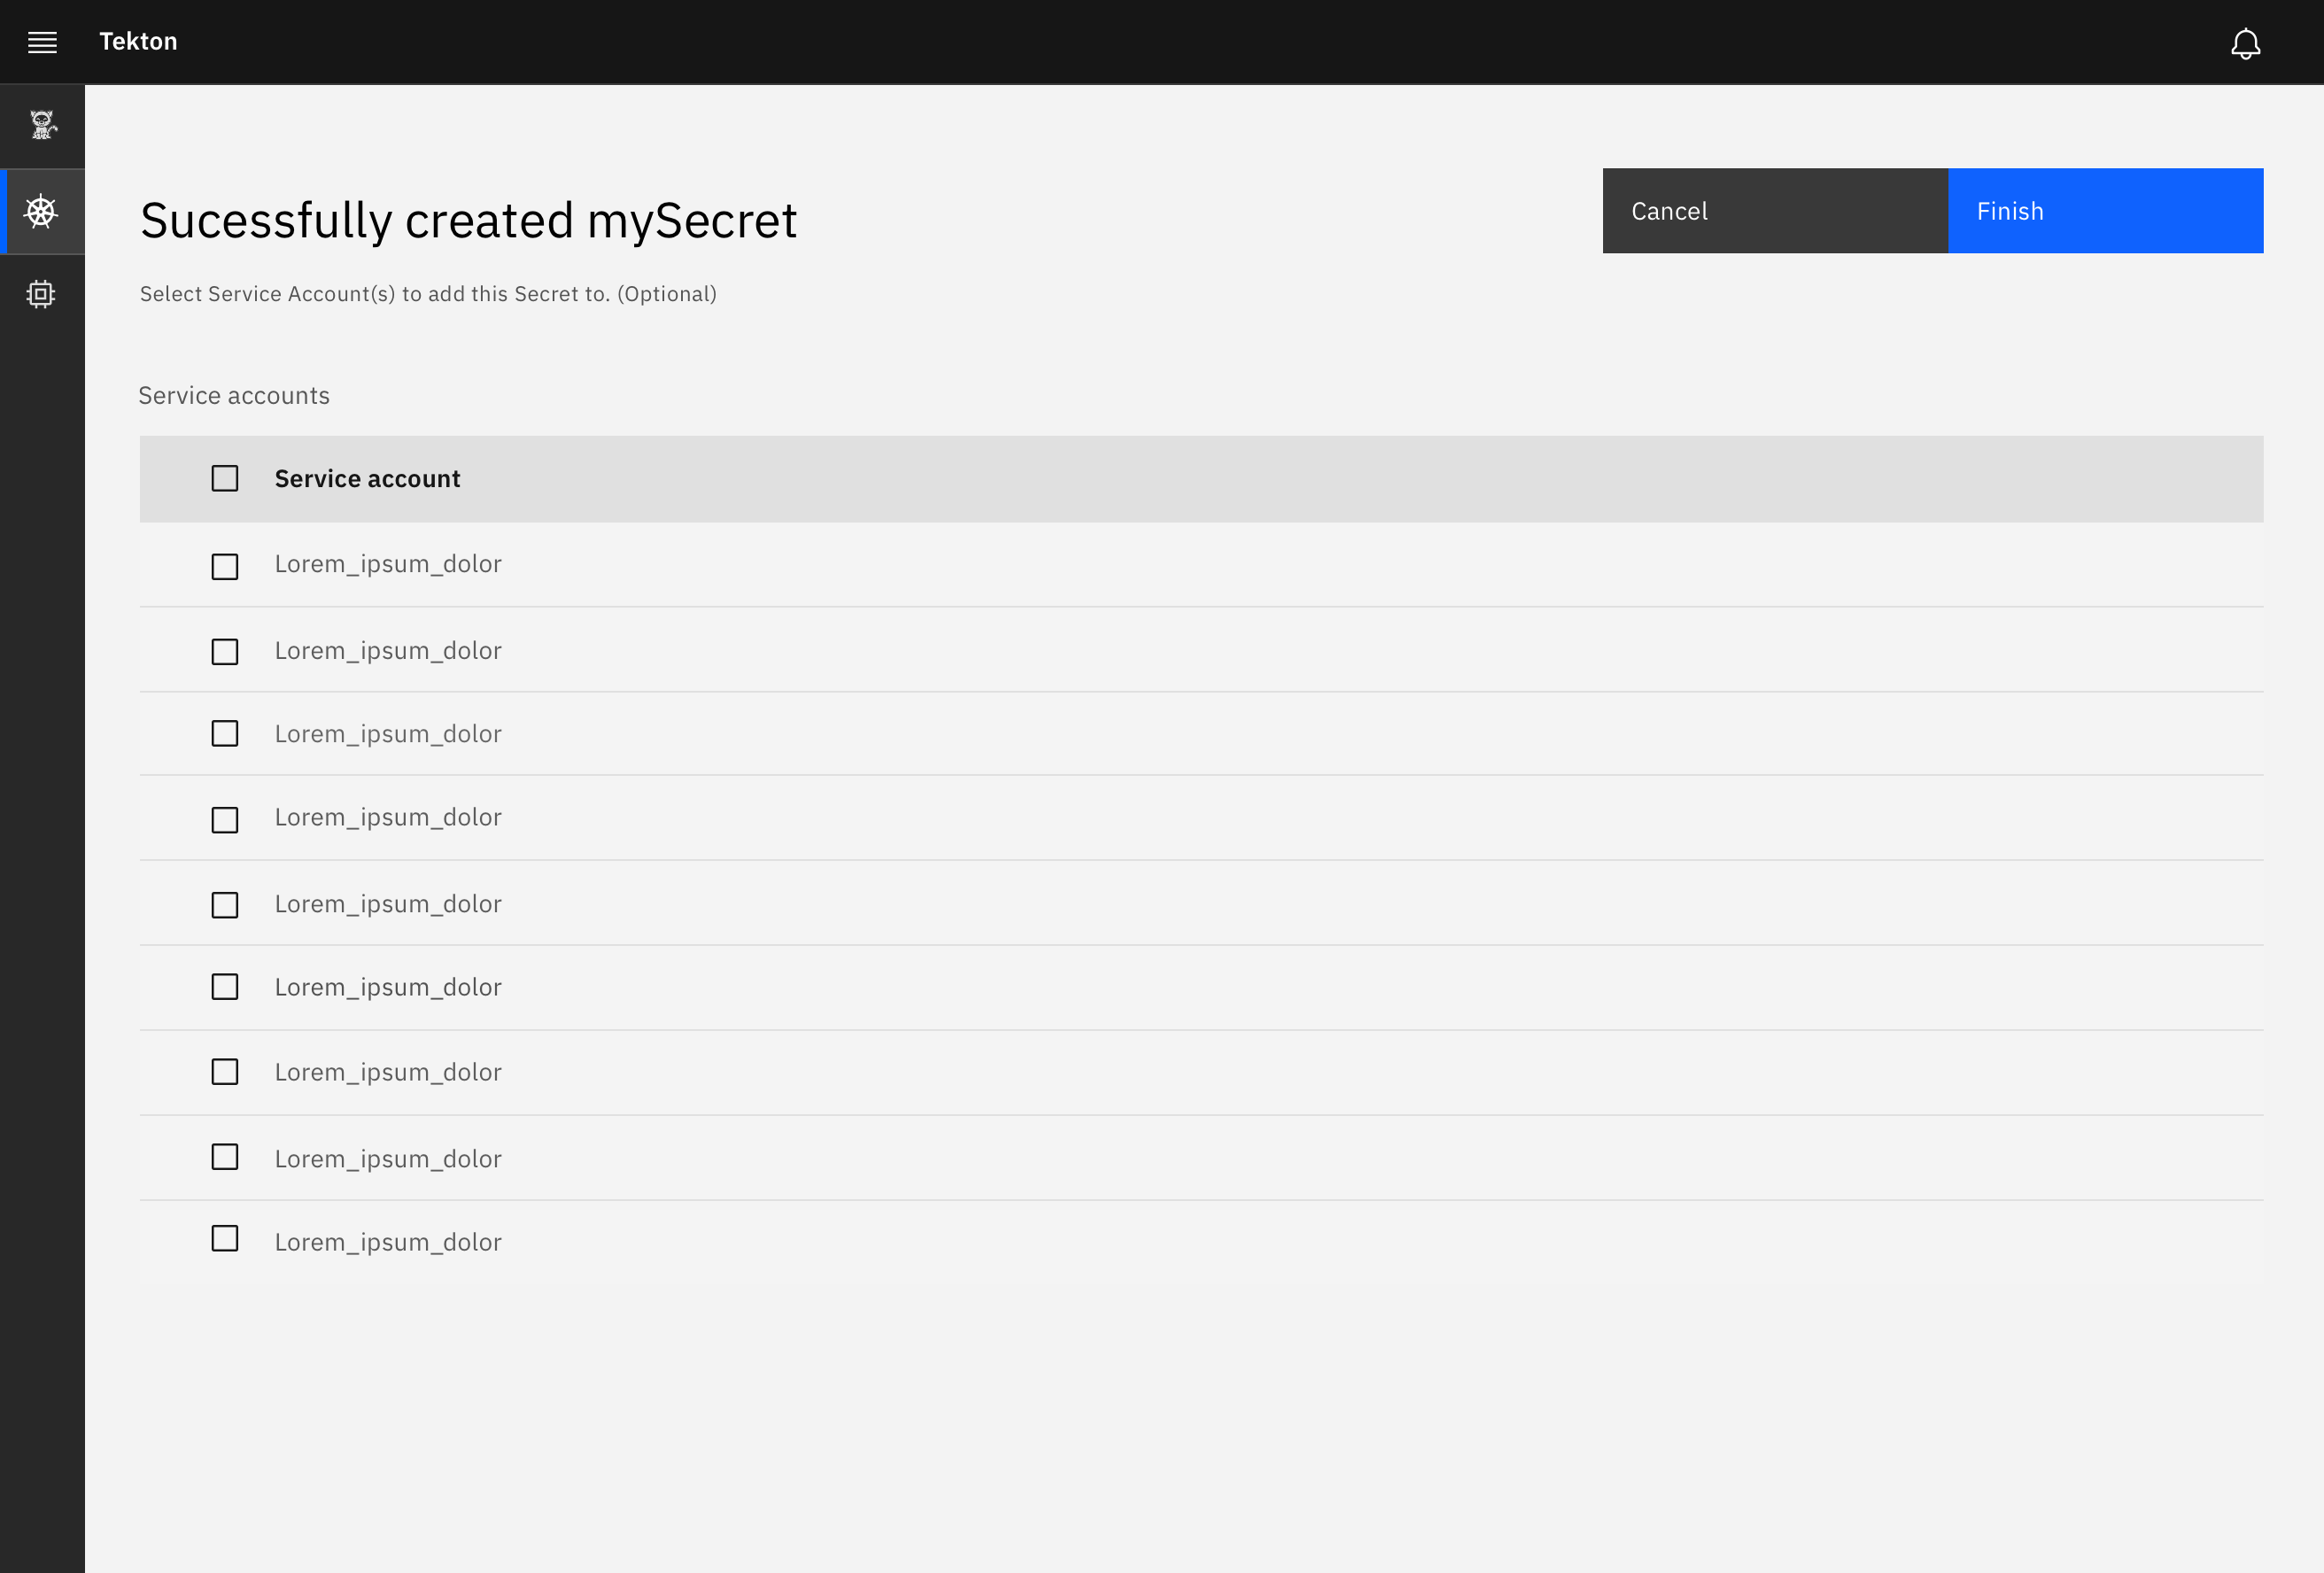 Tekton
Sucessfully created mySecret
Cancel
Finish
Select Service Account(s) to add this Secret to. (Optional)
Service accounts
Service account
Lorem_ipsum_dolor
Lorem_ipsum_dolor
Lorem_ipsum_dolor
Lorem_ipsum_dolor
Lorem_ipsum_dolor
Lorem_ipsum_dolor
Lorem_ipsum_dolor
Lorem_ipsum_dolor
Lorem_ipsum_dolor